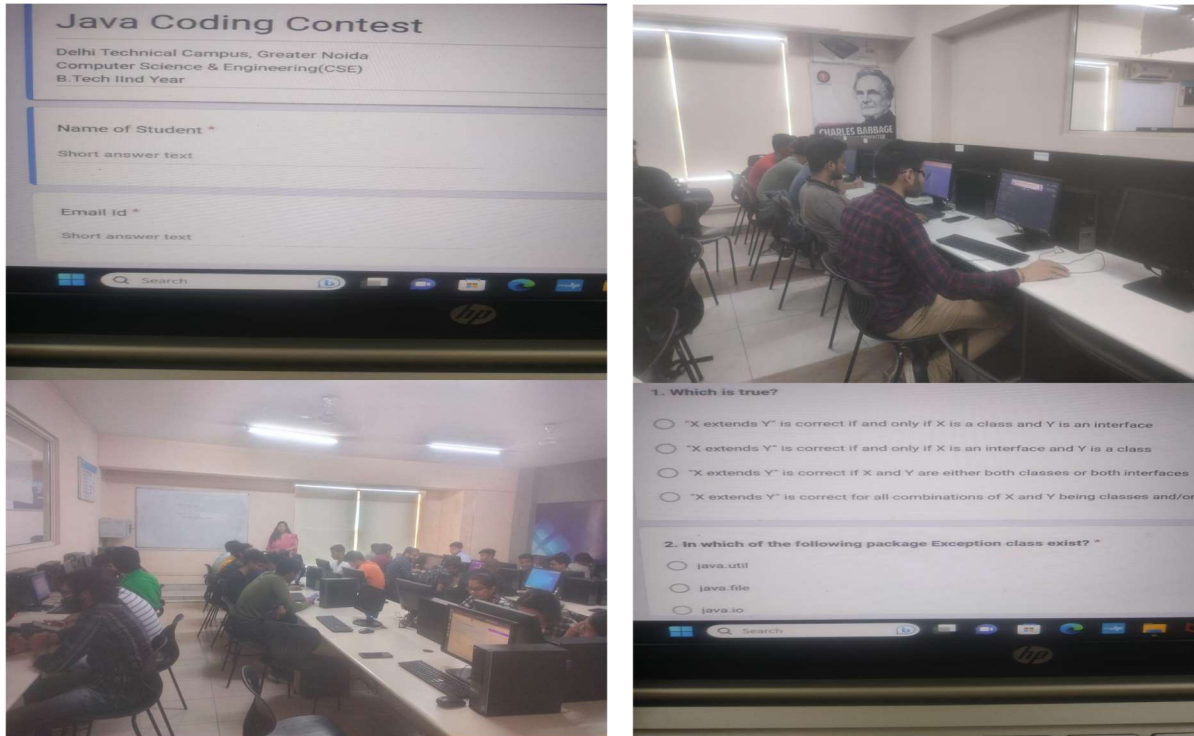 Java Coding Contest
Delhi Technical Campus, Greater Noida
Computer Science & Engineering(CSE)
B.Tech IInd Year
Name of Student *
Short answer text
Email Id *
Short answer text
Search
hp
CHARLES BABBAGE
1. Which is true?
"X extends Y" is correct if and only if X is a class and Y is an interface
"X extends Y" is correct if and only if X is an interface and Y is a class
"X extends Y" is correct if X and Y are either both classes or both interfaces
"X extends Y" is correct for all combinations of X and Y being classes and/or
2. In which of the following package Exception class exist? *
java.util
java.file
java.io
Search
hp